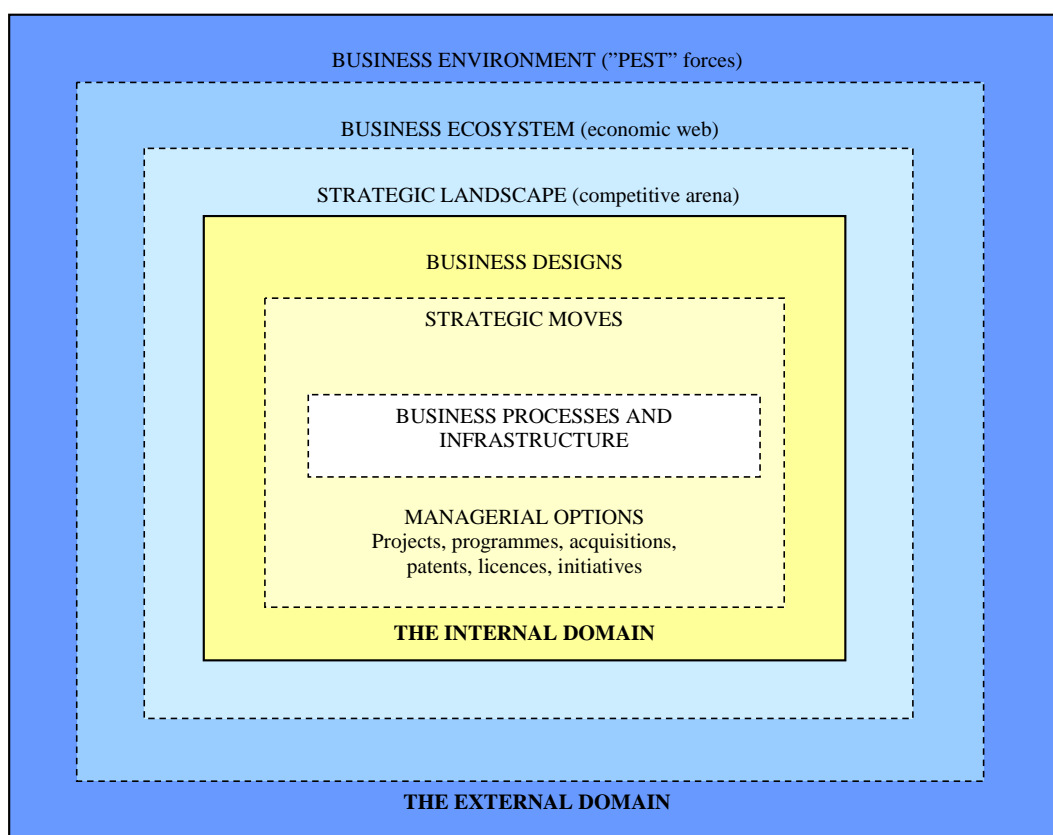 BUSINESS ENVIRONMENT (”PEST” forces)
BUSINESS ECOSYSTEM (economic web)
STRATEGIC LANDSCAPE (competitive arena)
BUSINESS DESIGNS
STRATEGIC MOVES
BUSINESS PROCESSES AND
INFRASTRUCTURE
MANAGERIAL OPTIONS
Projects, programmes, acquisitions,
patents, licences, initiatives
THE INTERNAL DOMAIN
THE EXTERNAL DOMAIN